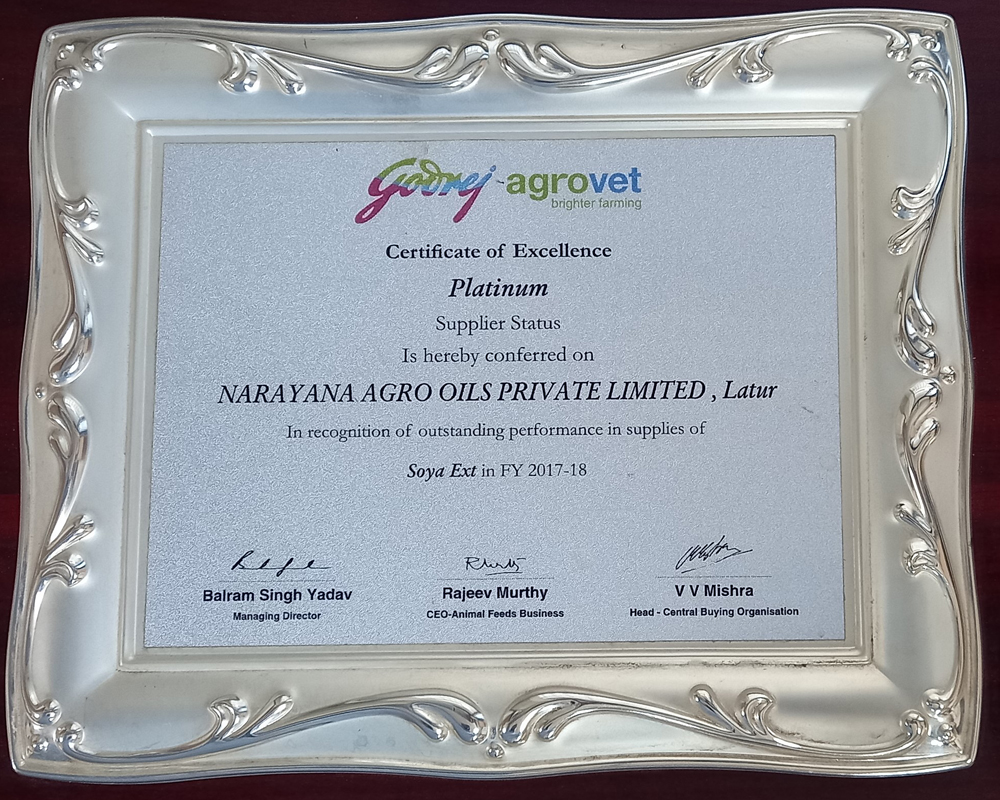 Godrej agrovet
brighter farming
Certificate of Excellence
Platinum
Supplier Status
Is hereby conferred on
NARAYANA AGRO OILS PRIVATE LIMITED , Latur
In recognition of outstanding performance in supplies of
Soya Ext in FY 2017-18
Balram Singh Yadav
Managing Director
Rajeev Murthy
CEO-Animal Feeds Business
V V Mishra
Head - Central Buying Organisation